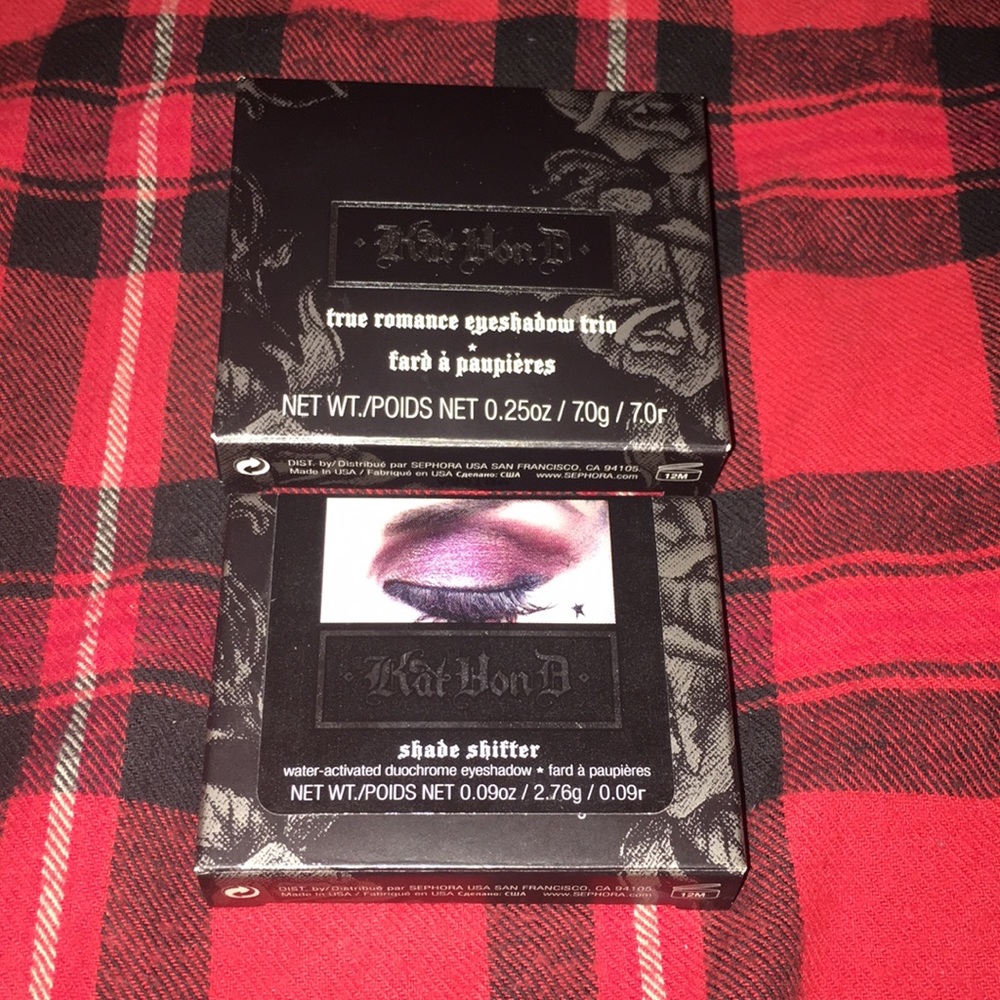 · Kat Von D ·
true romance eyeshadow trio
★
fard à paupières
NET WT./POIDS NET 0.25oz / 7.0g / 7.0г
DIST. by/Distribué par SEPHORA USA SAN FRANCISCO, CA 94105
Made in USA / Fabriqué en USA Сделано: США www.SEPHORA.com
12M
· Kat Von D ·
shade shifter
water-activated duochrome eyeshadow ★ fard à paupières
NET WT./POIDS NET 0.09oz / 2.76g / 0.09г
DIST. by/Distribué par SEPHORA USA SAN FRANCISCO, CA 94105
Made in USA / Fabriqué en USA Сделано: США www.SEPHORA.com
12M